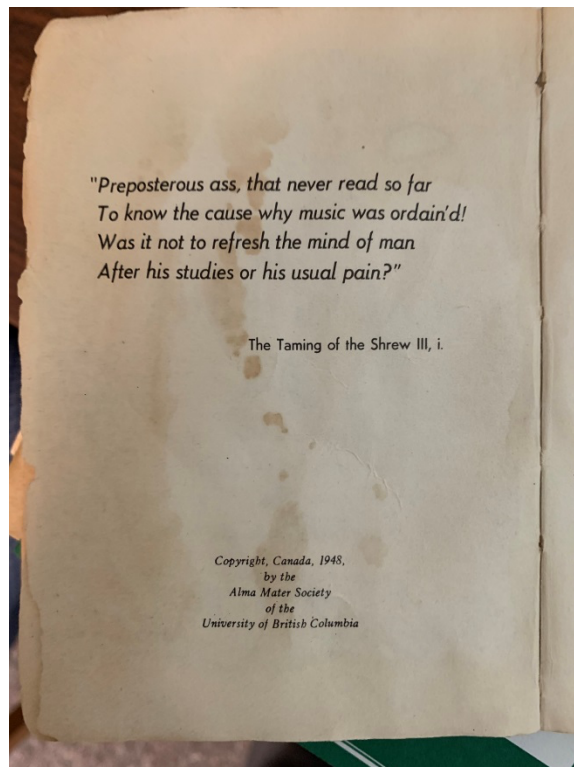 "Preposterous ass, that never read so far
To know the cause why music was ordain'd!
Was it not to refresh the mind of man
After his studies or his usual pain?"
The Taming of the Shrew III, i.
Copyright, Canada, 1948,
by the
Alma Mater Society
of the
University of British Columbia